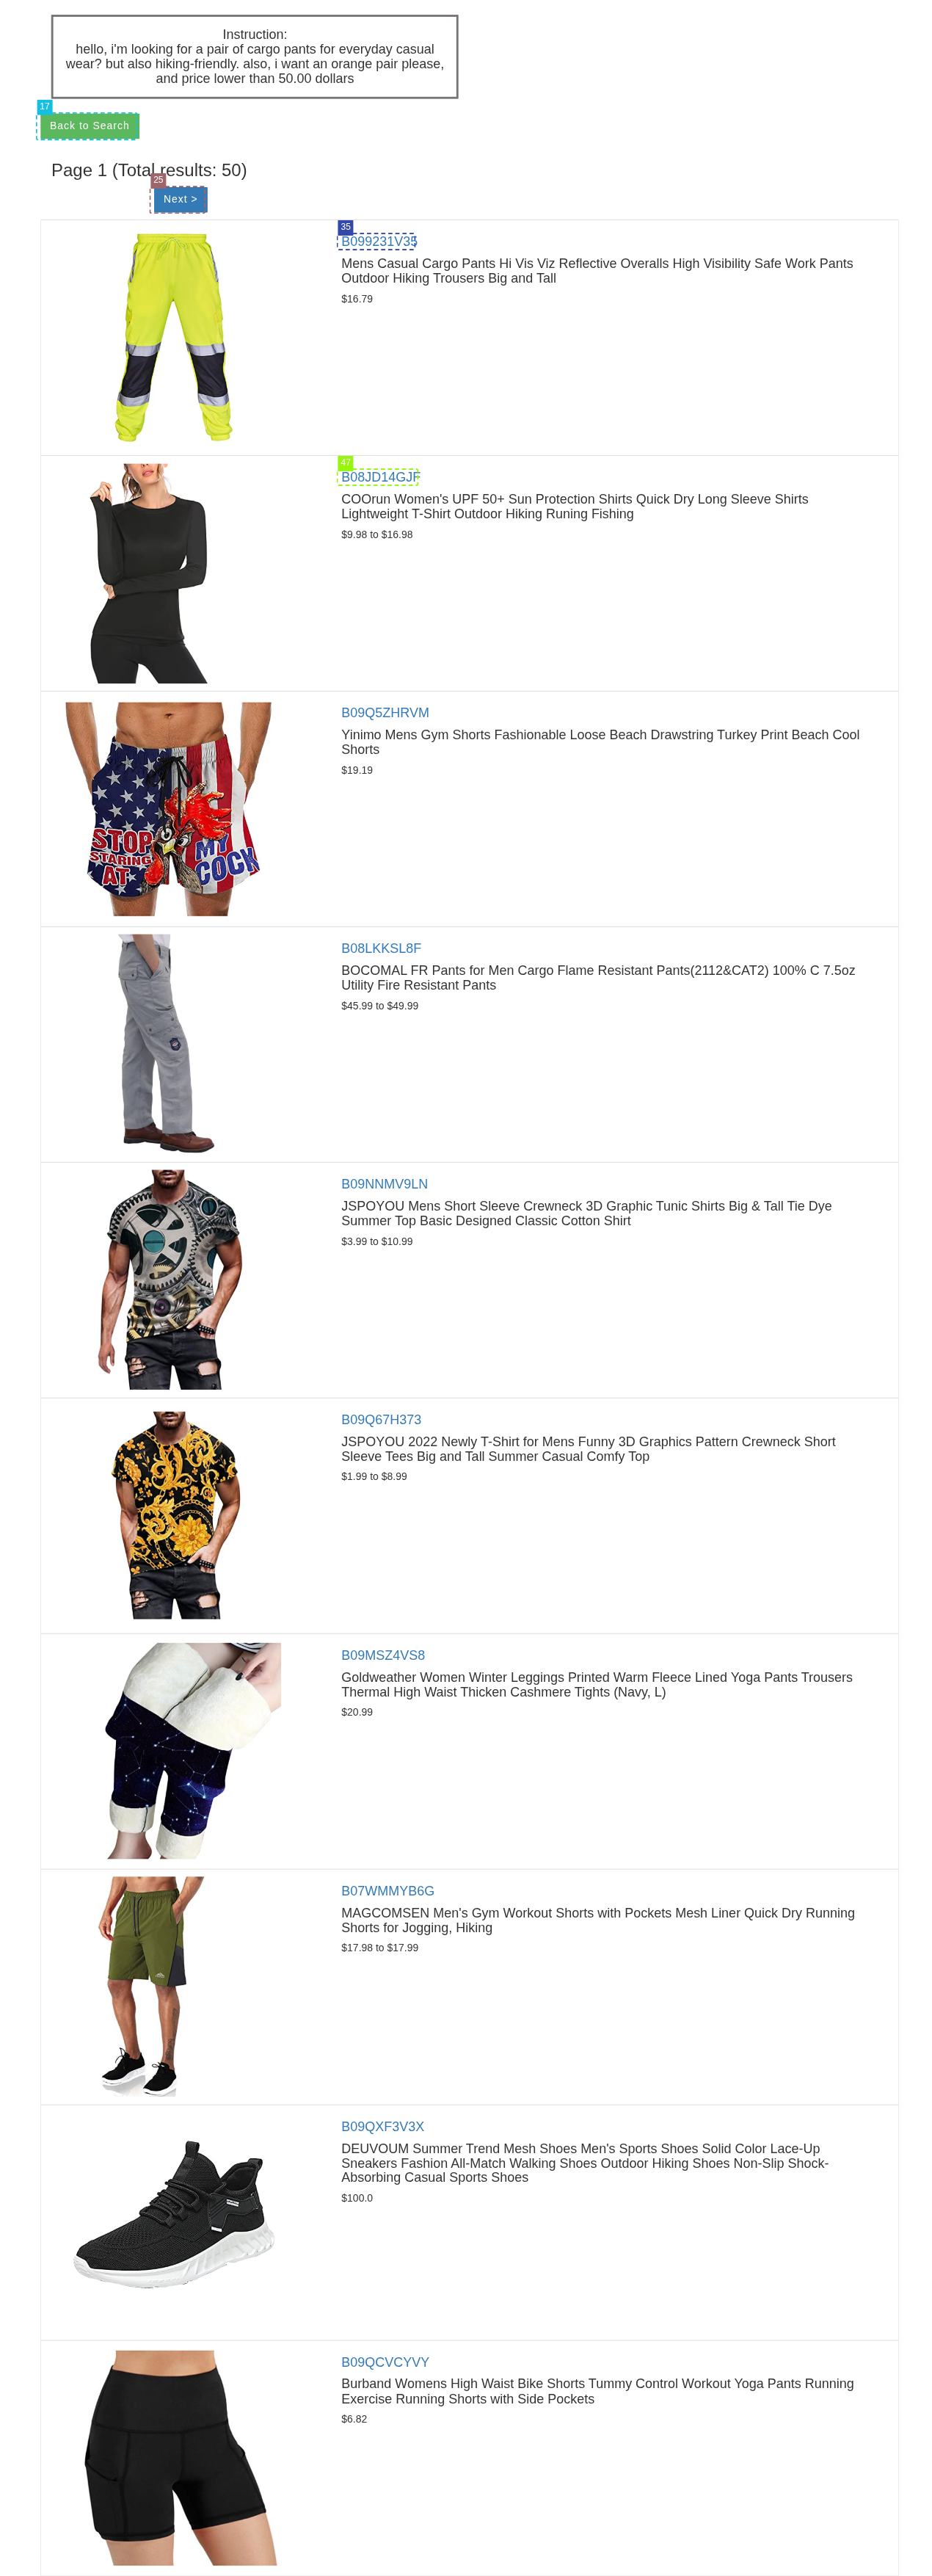 Instruction:
hello, i'm looking for a pair of cargo pants for everyday casual
wear? but also hiking-friendly. also, i want an orange pair please,
and price lower than 50.00 dollars
17
Back to Search
Page 1 (Total results: 50)
25
Next >
35
B099231V35
Mens Casual Cargo Pants Hi Vis Viz Reflective Overalls High Visibility Safe Work Pants
Outdoor Hiking Trousers Big and Tall
$16.79
47
B08JD14GJF
COOrun Women's UPF 50+ Sun Protection Shirts Quick Dry Long Sleeve Shirts
Lightweight T-Shirt Outdoor Hiking Runing Fishing
$9.98 to $16.98
STOP
STARING
AT
MY
COCK
B09Q5ZHRVM
Yinimo Mens Gym Shorts Fashionable Loose Beach Drawstring Turkey Print Beach Cool
Shorts
$19.19
B08LKKSL8F
BOCOMAL FR Pants for Men Cargo Flame Resistant Pants(2112&CAT2) 100% C 7.5oz
Utility Fire Resistant Pants
$45.99 to $49.99
B09NNMV9LN
JSPOYOU Mens Short Sleeve Crewneck 3D Graphic Tunic Shirts Big & Tall Tie Dye
Summer Top Basic Designed Classic Cotton Shirt
$3.99 to $10.99
B09Q67H373
JSPOYOU 2022 Newly T-Shirt for Mens Funny 3D Graphics Pattern Crewneck Short
Sleeve Tees Big and Tall Summer Casual Comfy Top
$1.99 to $8.99
B09MSZ4VS8
Goldweather Women Winter Leggings Printed Warm Fleece Lined Yoga Pants Trousers
Thermal High Waist Thicken Cashmere Tights (Navy, L)
$20.99
B07WMMYB6G
MAGCOMSEN Men's Gym Workout Shorts with Pockets Mesh Liner Quick Dry Running
Shorts for Jogging, Hiking
$17.98 to $17.99
B09QXF3V3X
DEUVOUM Summer Trend Mesh Shoes Men's Sports Shoes Solid Color Lace-Up
Sneakers Fashion All-Match Walking Shoes Outdoor Hiking Shoes Non-Slip Shock-
Absorbing Casual Sports Shoes
$100.0
B09QCVCYVY
Burband Womens High Waist Bike Shorts Tummy Control Workout Yoga Pants Running
Exercise Running Shorts with Side Pockets
$6.82